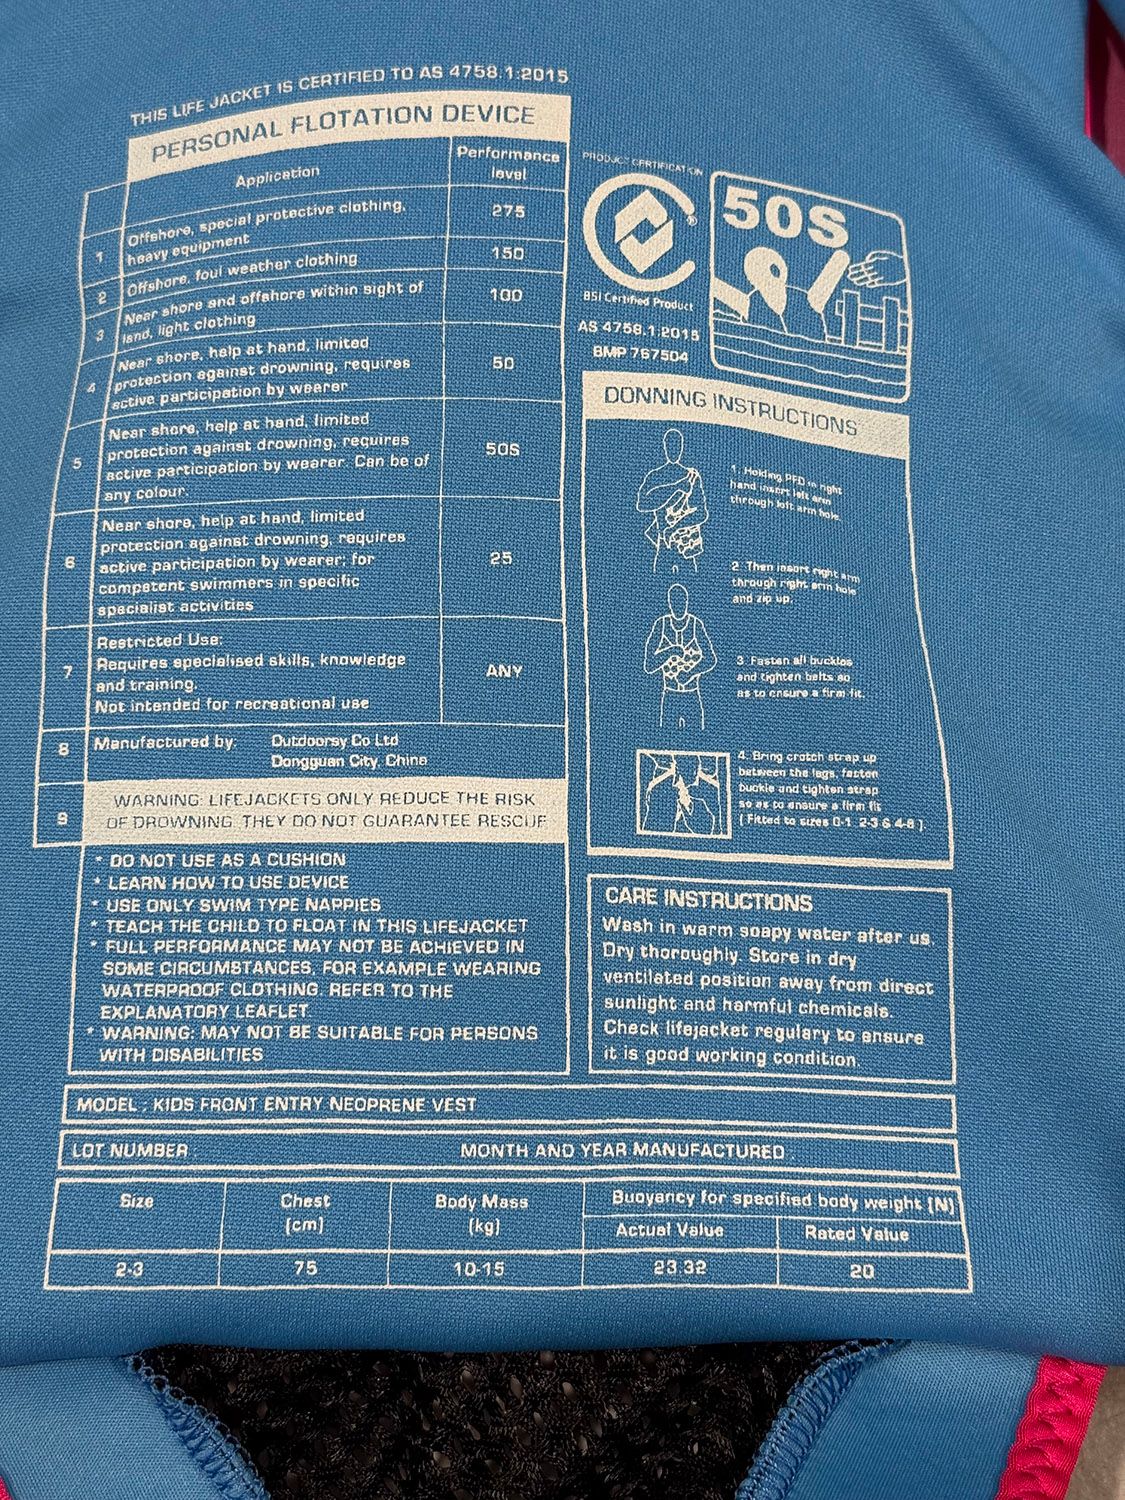 THIS LIFE JACKET IS CERTIFIED TO AS 4758.1:2015
PERSONAL FLOTATION DEVICE
Application
Performance
level
1
Offshore, special protective clothing,
heavy equipment
275
2
Offshore, foul weather clothing
150
3
Near shore and offshore within sight of
land, light clothing
100
4
Near shore, help at hand, limited
protection against drowning, requires
active participation by wearer
50
5
Near shore, help at hand, limited
protection against drowning, requires
active participation by wearer. Can be of
any colour.
50S
6
Near shore, help at hand, limited
protection against drowning, requires
active participation by wearer; for
competent swimmers in specific
specialist activities
25
7
Restricted Use:
Requires specialised skills, knowledge
and training.
Not intended for recreational use
ANY
8
Manufactured by: Outdoorsy Co Ltd
Dongguan City, China
9
WARNING: LIFEJACKETS ONLY REDUCE THE RISK
OF DROWNING. THEY DO NOT GUARANTEE RESCUE
* DO NOT USE AS A CUSHION
* LEARN HOW TO USE DEVICE
* USE ONLY SWIM TYPE NAPPIES
* TEACH THE CHILD TO FLOAT IN THIS LIFEJACKET
* FULL PERFORMANCE MAY NOT BE ACHIEVED IN
SOME CIRCUMSTANCES, FOR EXAMPLE WEARING
WATERPROOF CLOTHING. REFER TO THE
EXPLANATORY LEAFLET.
* WARNING: MAY NOT BE SUITABLE FOR PERSONS
WITH DISABILITIES
PRODUCT CERTIFICATION
®
BSI Certified Product
AS 4758.1:2015
BMP 767504
50S
DONNING INSTRUCTIONS
1. Holding PFD in right
hand insert left arm
through left arm hole
2. Then insert right arm
through right arm hole
and zip up.
3. Fasten all buckles
and tighten belts so
as to ensure a firm fit.
4. Bring crotch strap up
between the legs, fasten
buckle and tighten strap
so as to ensure a firm fit
( Fitted to sizes 0-1, 2-3 & 4-6 ).
CARE INSTRUCTIONS
Wash in warm soapy water after us.
Dry thoroughly. Store in dry
ventilated position away from direct
sunlight and harmful chemicals.
Check lifejacket regulary to ensure
it is good working condition.
MODEL : KIDS FRONT ENTRY NEOPRENE VEST
LOT NUMBER : MONTH AND YEAR MANUFACTURED :
Size
Chest
(cm)
Body Mass
(kg)
Buoyancy for specified body weight (N)
Actual Value
Rated Value
2-3
75
10-15
23.32
20